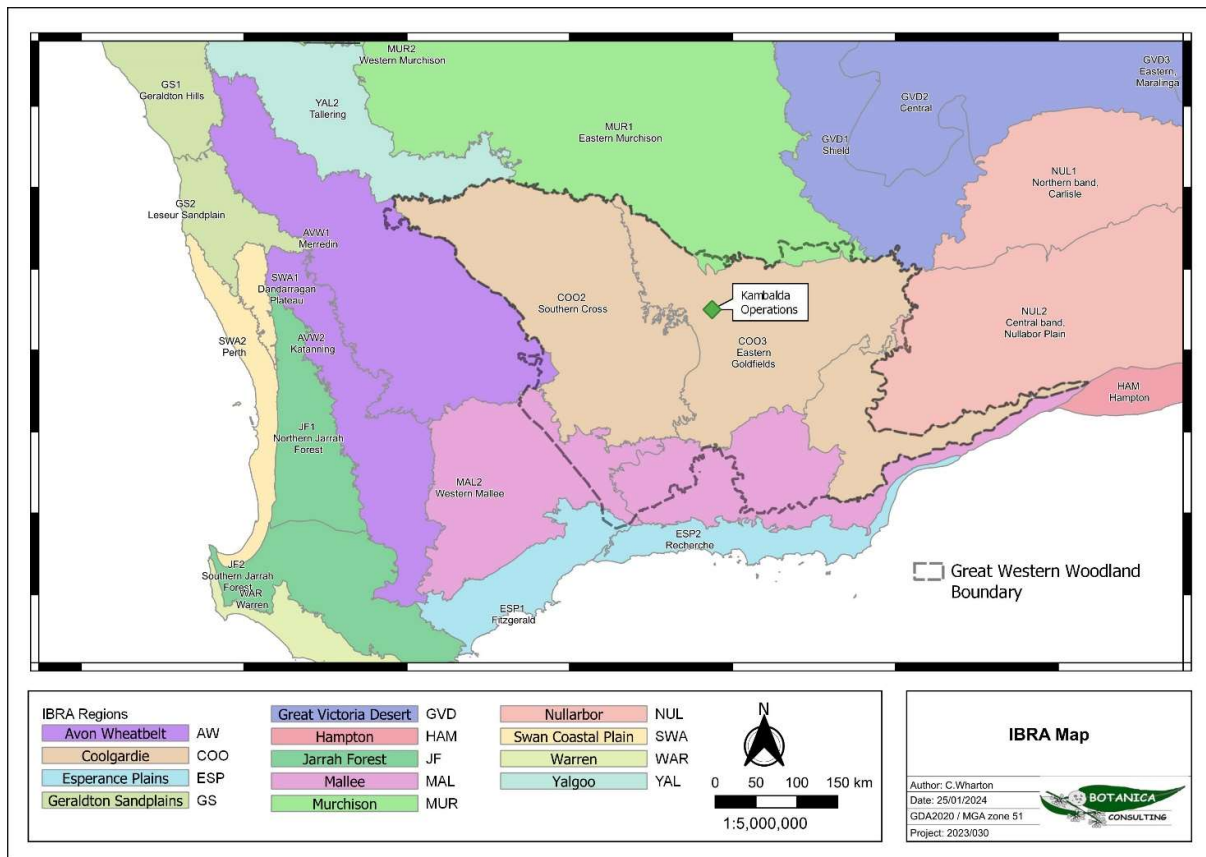 MUR2
Western Murchison
GVD3
Eastern,
Maralinga
GS1
Geraldton Hills
YAL2
Tallering
GVD2
Central
MUR1
Eastern Murchison
GVD1
Shield
NUL1
Northern band,
Carlisle
GS2
Leseur Sandplain
AVW1
Merredin
SWA1
Dandarragan
Plateau
COO2
Southern Cross
Kambalda
Operations
NUL2
Central band,
Nullabor Plain
SWA2
Perth
AVW2
Katanning
COO3
Eastern
Goldfields
HAM
Hampton
JF1
Northern Jarrah
Forest
MAL2
Western Mallee
ESP2
Recherche
JF2
Southern Jarrah
Forest
WAR
Warren
ESP1
Fitzgerald
Great Western Woodland
Boundary
IBRA Regions
Avon Wheatbelt AW
Coolgardie COO
Esperance Plains ESP
Geraldton Sandplains GS
Great Victoria Desert GVD
Hampton HAM
Jarrah Forest JF
Mallee MAL
Murchison MUR
Nullarbor NUL
Swan Coastal Plain SWA
Warren WAR
Yalgoo YAL
N
0 50 100 150 km
1:5,000,000
IBRA Map
Author: C.Wharton
Date: 25/01/2024
GDA2020 / MGA zone 51
Project: 2023/030
BOTANICA
CONSULTING